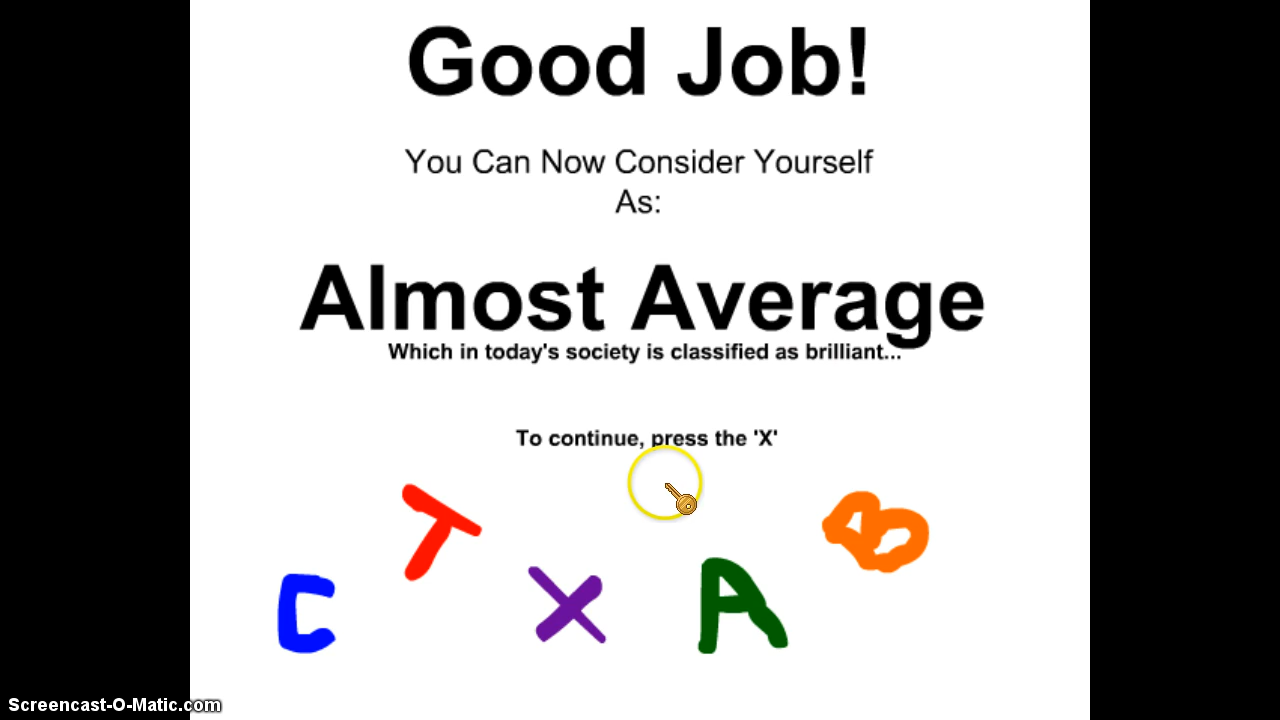 Good Job!
You Can Now Consider Yourself
As:
Almost Average
Which in today's society is classified as brilliant...
To continue, press the 'X'
T
B
C
X
A
Screencast-O-Matic.com